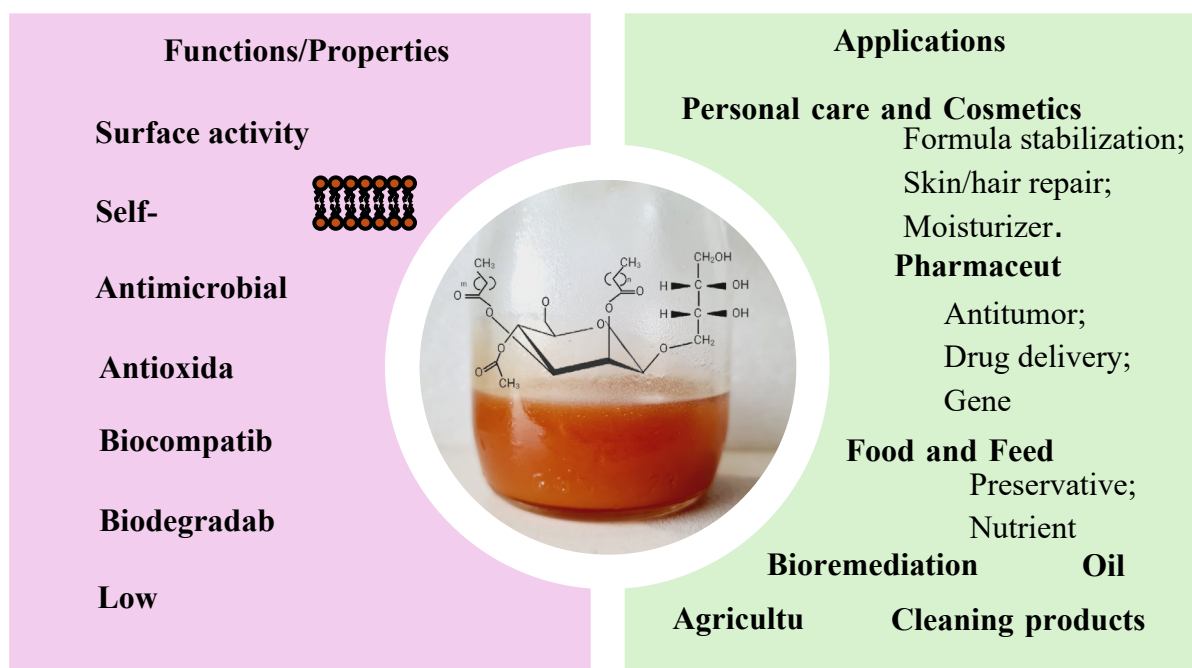 Functions/Properties
Surface activity
Self-
Antimicrobial
Antioxida
Biocompatib
Biodegradab
Low
Applications
Personal care and Cosmetics
Formula stabilization;
Skin/hair repair;
Moisturizer.
Pharmaceut
Antitumor;
Drug delivery;
Gene
Food and Feed
Preservative;
Nutrient
Bioremediation Oil
Agricultu Cleaning products
CH₃
m
O
O
O
O
CH₃
O
CH₃
n
O
O
O
O
CH₂OH
H OH
H OH
CH₂